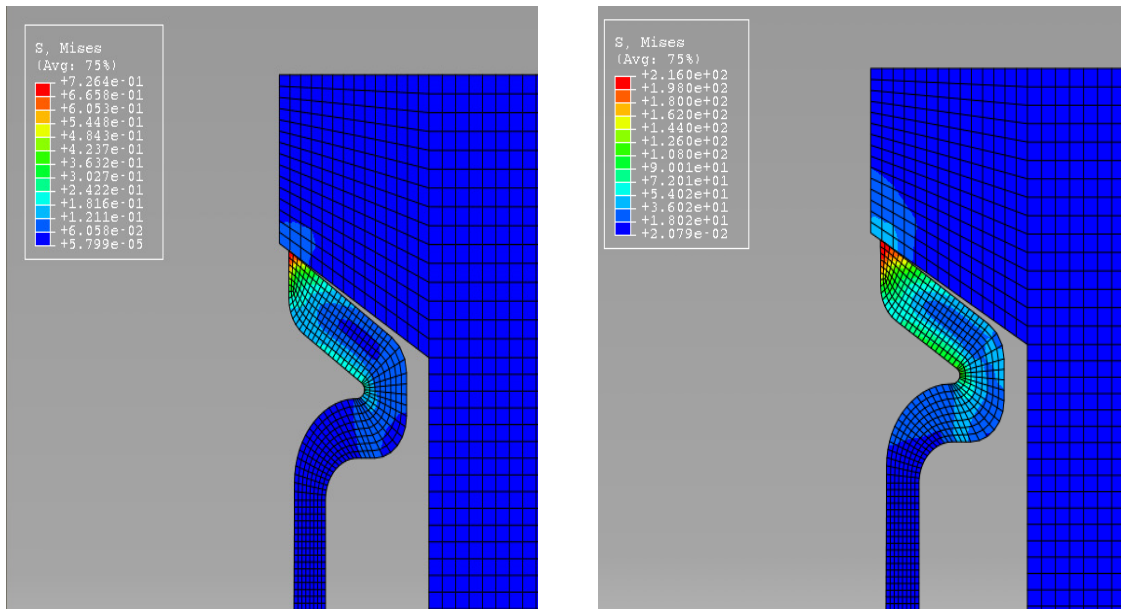 S, Mises
(Avg: 75%)
+7.264e-01
+6.658e-01
+6.053e-01
+5.448e-01
+4.843e-01
+4.237e-01
+3.632e-01
+3.027e-01
+2.422e-01
+1.816e-01
+1.211e-01
+6.058e-02
+5.799e-05
S, Mises
(Avg: 75%)
+2.160e+02
+1.980e+02
+1.800e+02
+1.620e+02
+1.440e+02
+1.260e+02
+1.080e+02
+9.001e+01
+7.201e+01
+5.402e+01
+3.602e+01
+1.802e+01
+2.079e-02